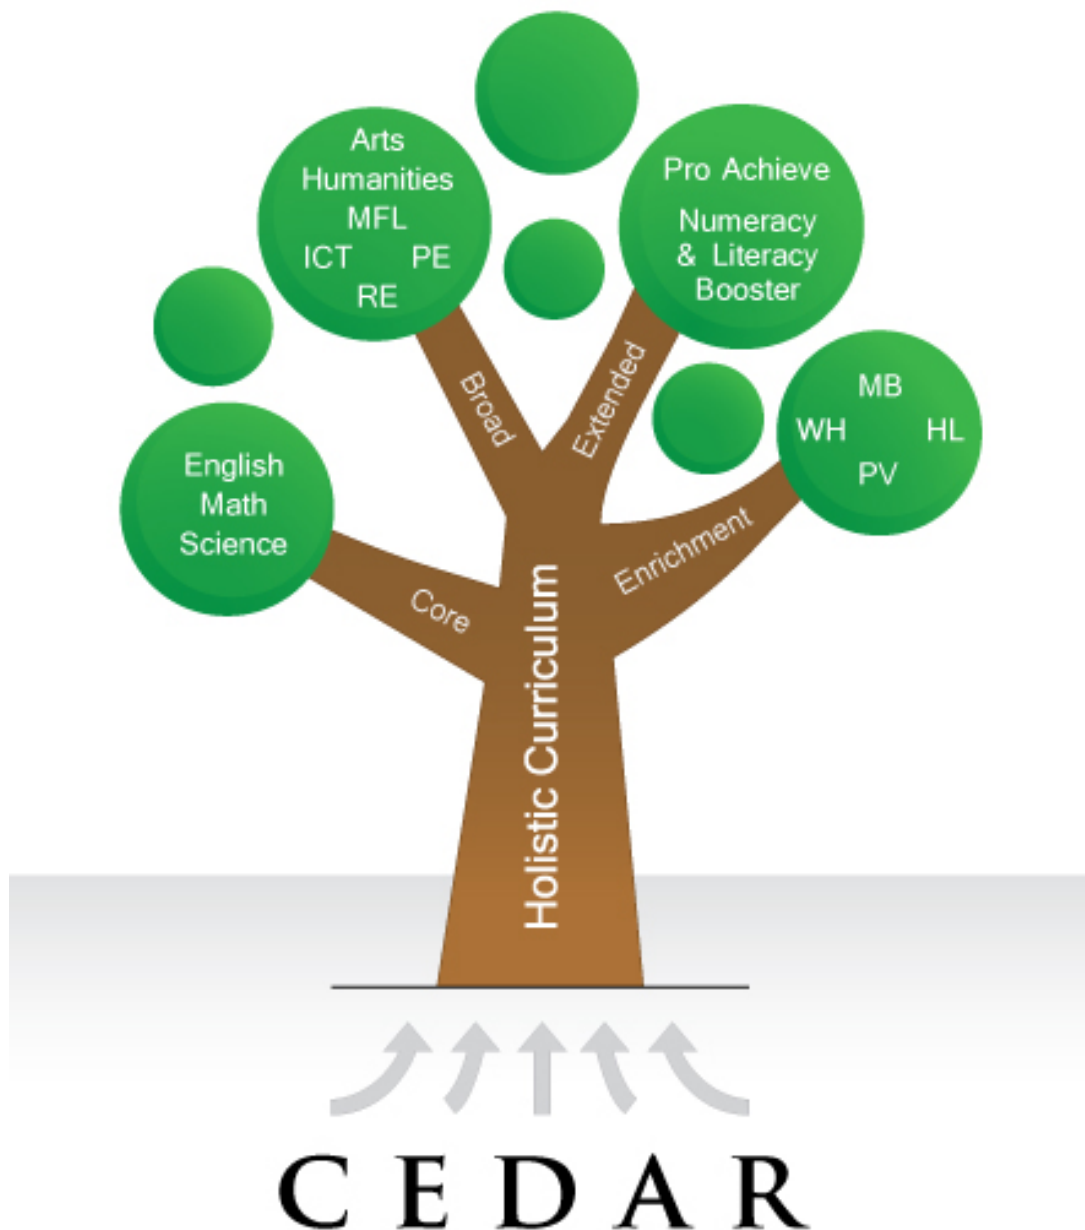 Arts
Humanities
MFL
ICT PE
RE
Pro Achieve
Numeracy
& Literacy
Booster
MB
WH HL
PV
English
Math
Science
Broad
Extended
Enrichment
Core
Holistic Curriculum
CEDAR